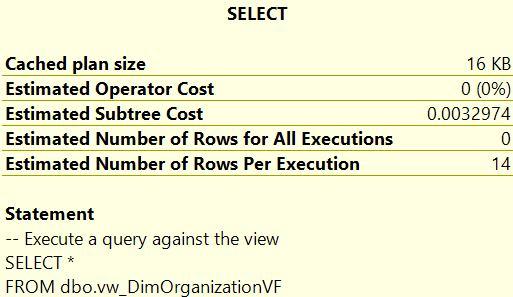 SELECT
Cached plan size 16 KB
Estimated Operator Cost 0 (0%)
Estimated Subtree Cost 0.0032974
Estimated Number of Rows for All Executions 0
Estimated Number of Rows Per Execution 14
Statement
-- Execute a query against the view
SELECT *
FROM dbo.vw_DimOrganizationVF